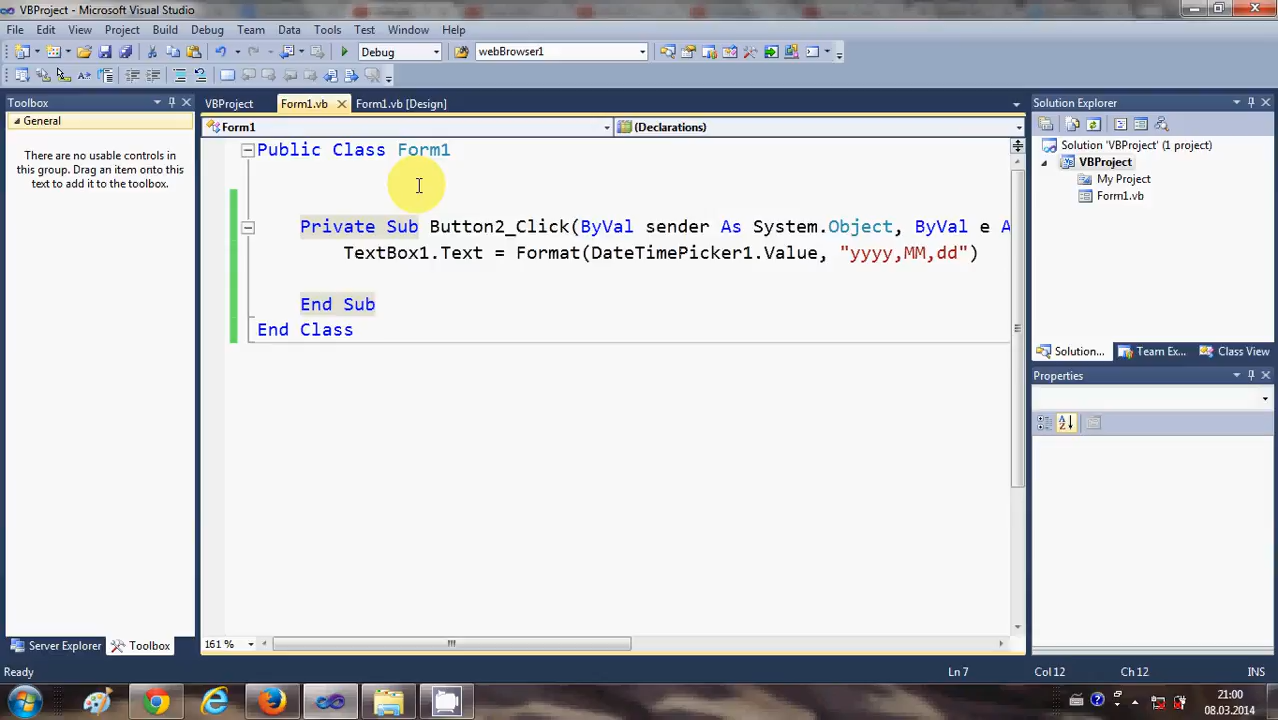 VBProject - Microsoft Visual Studio
File Edit View Project Build Debug Team Data Tools Test Window Help
Debug webBrowser1
Toolbox
General
There are no usable controls in
this group. Drag an item onto this
text to add it to the toolbox.
Server Explorer Toolbox
VBProject Form1.vb Form1.vb [Design]
Form1 (Declarations)
Public Class Form1
Private Sub Button2_Click(ByVal sender As System.Object, ByVal e A
TextBox1.Text = Format(DateTimePicker1.Value, "yyyy,MM,dd")
End Sub
End Class
161 %
Solution Explorer
Solution 'VBProject' (1 project)
VBProject
My Project
Form1.vb
Solution... Team Ex... Class View
Properties
Ready Ln 7 Col 12 Ch 12 INS
21:00
08.03.2014